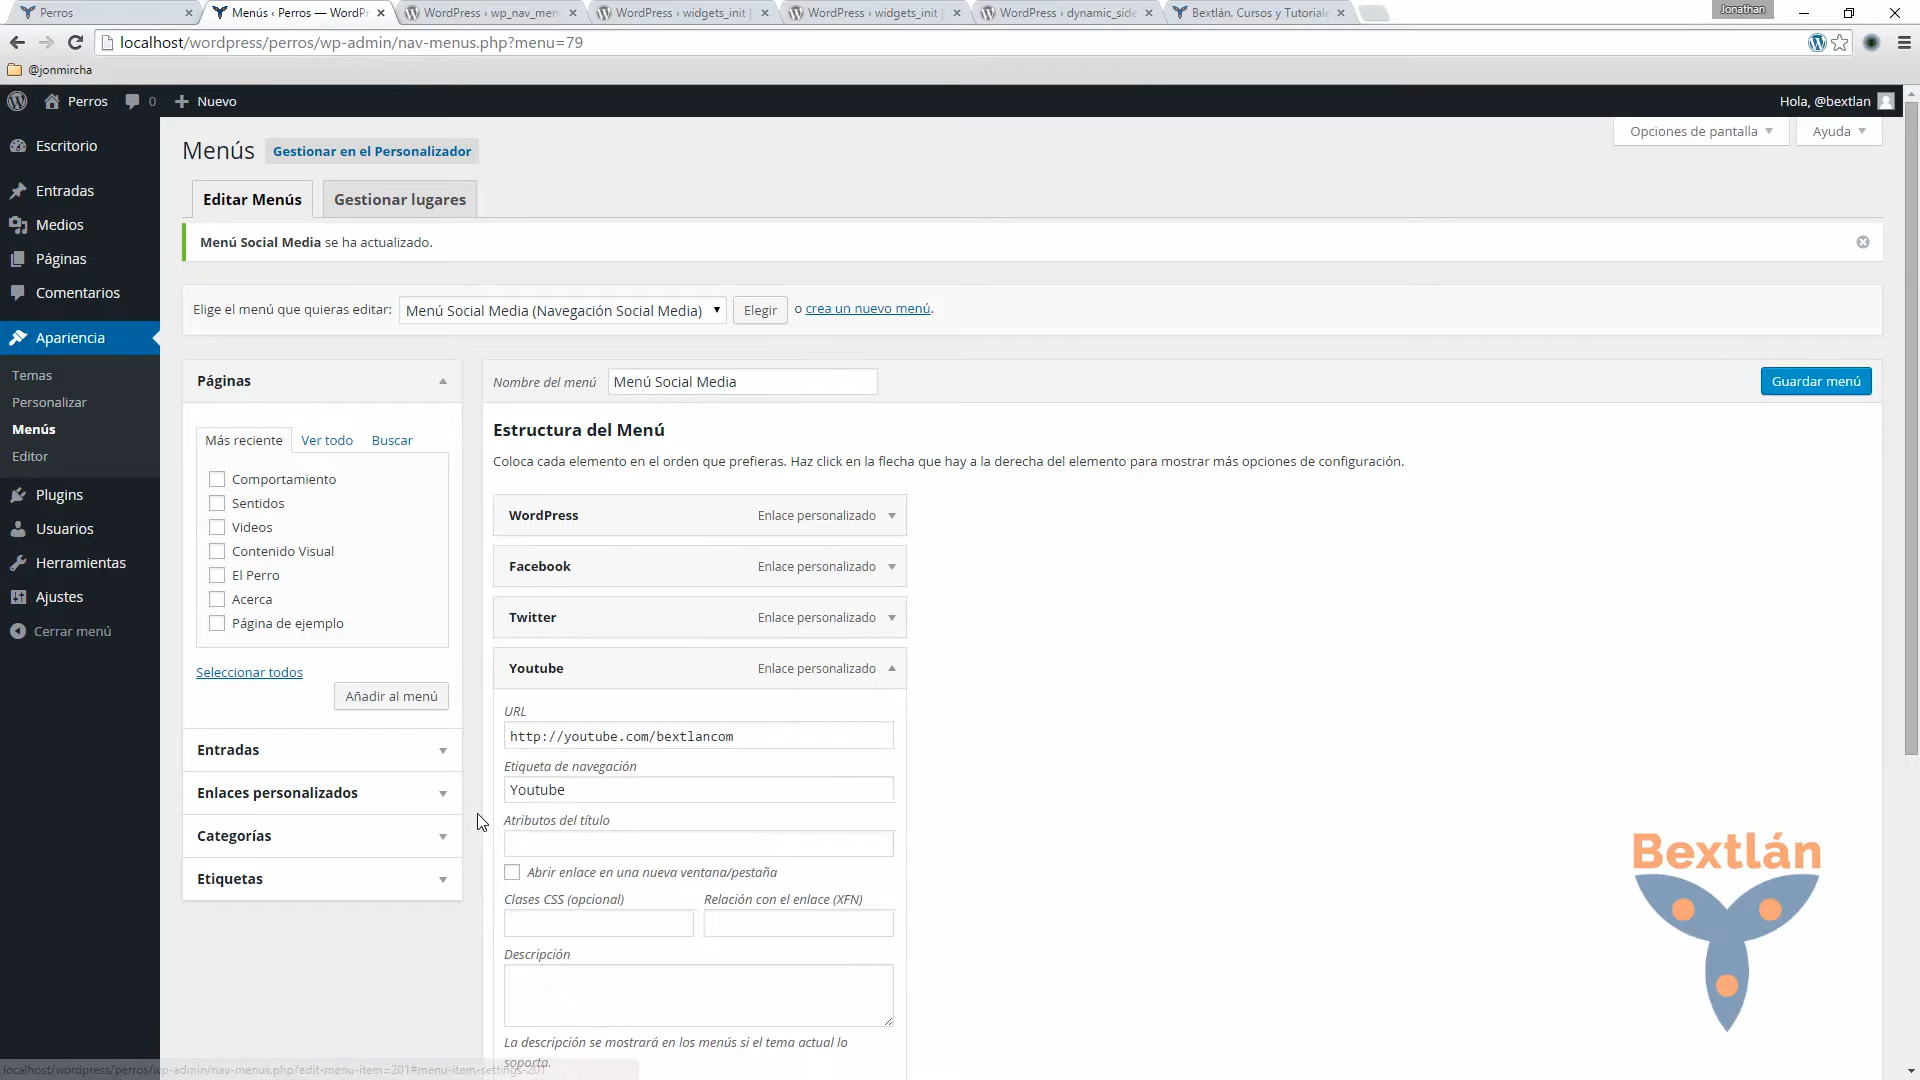 Perros
Menús ‹ Perros — WordPr
WordPress › wp_nav_men
WordPress › widgets_init |
WordPress › widgets_init |
WordPress › dynamic_side
Bextlán. Cursos y Tutoriale
Jonathan
localhost/wordpress/perros/wp-admin/nav-menus.php?menu=79
@jonmircha
Perros
0
Nuevo
Hola, @bextlan
Escritorio
Entradas
Medios
Páginas
Comentarios
Apariencia
Temas
Personalizar
Menús
Editor
Plugins
Usuarios
Herramientas
Ajustes
Cerrar menú
Opciones de pantalla
Ayuda
Menús
Gestionar en el Personalizador
Editar Menús
Gestionar lugares
Menú Social Media se ha actualizado.
Elige el menú que quieras editar:
Menú Social Media (Navegación Social Media)
Elegir
o crea un nuevo menú.
Páginas
Más reciente
Ver todo
Buscar
Comportamiento
Sentidos
Videos
Contenido Visual
El Perro
Acerca
Página de ejemplo
Seleccionar todos
Añadir al menú
Entradas
Enlaces personalizados
Categorías
Etiquetas
Nombre del menú
Menú Social Media
Guardar menú
Estructura del Menú
Coloca cada elemento en el orden que prefieras. Haz click en la flecha que hay a la derecha del elemento para mostrar más opciones de configuración.
WordPress
Enlace personalizado
Facebook
Enlace personalizado
Twitter
Enlace personalizado
Youtube
Enlace personalizado
URL
http://youtube.com/bextlancom
Etiqueta de navegación
Youtube
Atributos del título
Abrir enlace en una nueva ventana/pestaña
Clases CSS (opcional)
Relación con el enlace (XFN)
Descripción
La descripción se mostrará en los menús si el tema actual lo
soporta.
Bextlán
localhost/wordpress/perros/wp-admin/nav-menus.php?edit-menu-item=201#menu-item-settings-201